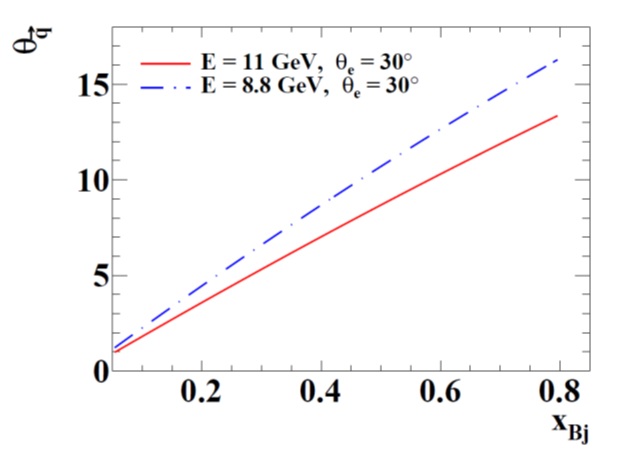 θq⃗
E = 11 GeV, θe = 30°
E = 8.8 GeV, θe = 30°
15
10
5
0
0.2 0.4 0.6 0.8
xBj